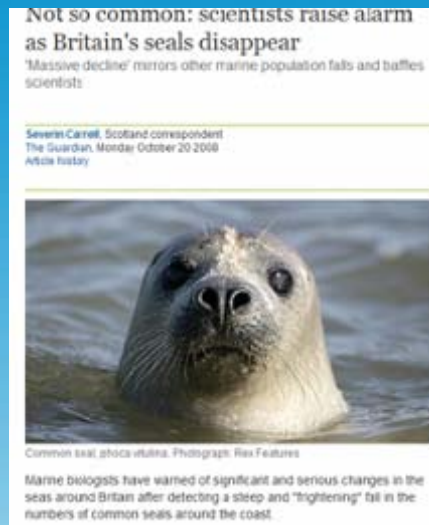 Not so common: scientists raise alarm
as Britain's seals disappear
'Massive decline' mirrors other marine population falls and baffles
scientists
Severin Carrell, Scotland correspondent
The Guardian, Monday October 20 2008
Article history
Common seal, phoca vitulina. Photograph: Rex Features
Marine biologists have warned of significant and serious changes in the
seas around Britain after detecting a steep and "frightening" fall in the
numbers of common seals around the coast.